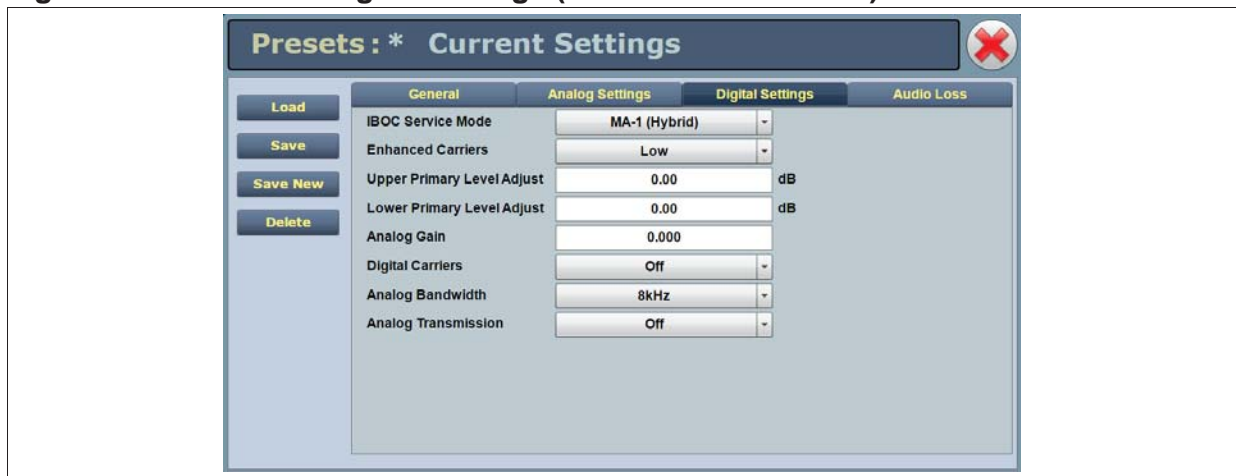 Presets: * Current Settings
Load
Save
Save New
Delete
General Analog Settings Digital Settings Audio Loss
IBOC Service Mode MA-1 (Hybrid)
Enhanced Carriers Low
Upper Primary Level Adjust 0.00 dB
Lower Primary Level Adjust 0.00 dB
Analog Gain 0.000
Digital Carriers Off
Analog Bandwidth 8kHz
Analog Transmission Off